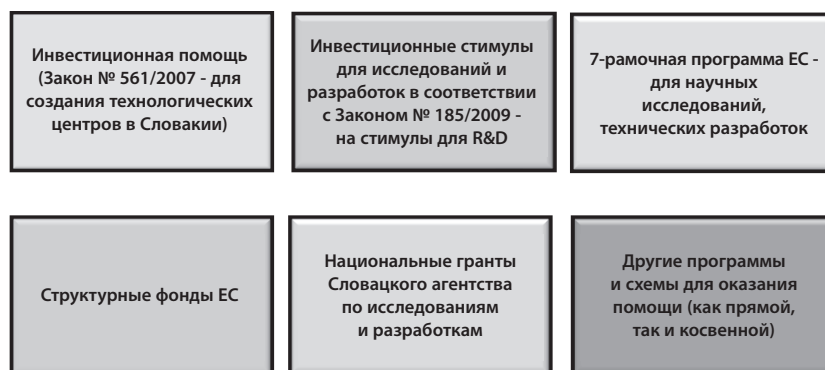 Инвестиционная помощь
(Закон № 561/2007 - для
создания технологических
центров в Словакии)
Инвестиционные стимулы
для исследований и
разработок в соответствии
с Законом № 185/2009 -
на стимулы для R&D
7-рамочная программа ЕС -
для научных
исследований,
технических разработок
Структурные фонды ЕС
Национальные гранты
Словацкого агентства
по исследованиям
и разработкам
Другие программы
и схемы для оказания
помощи (как прямой,
так и косвенной)